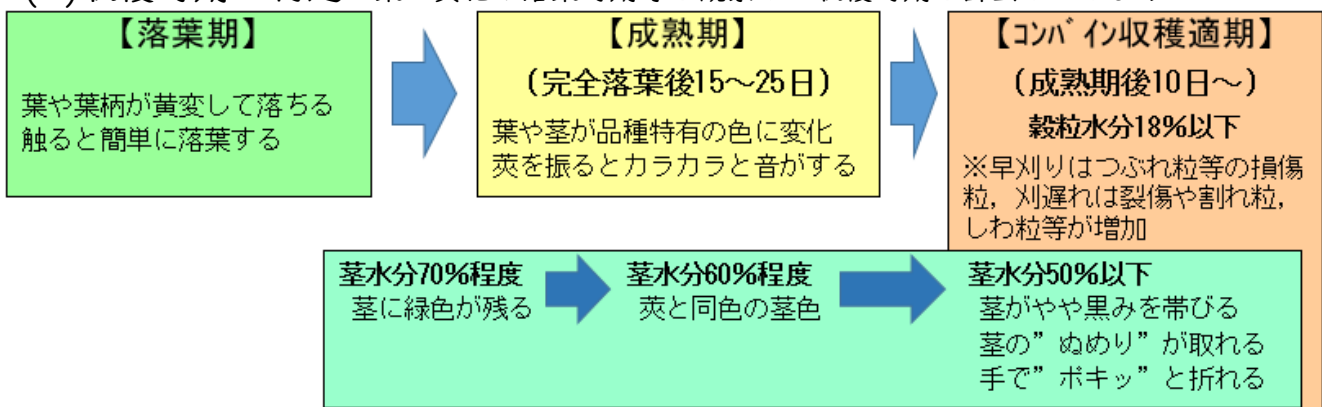 【落葉期】
葉や葉柄が黄変して落ちる
触ると簡単に落葉する
【成熟期】
(完全落葉後15～25日)
葉や茎が品種特有の色に変化
莢を振るとカラカラと音がする
【コンバイン収穫適期】
(成熟期後10日～)
穀粒水分18%以下
※早刈りはつぶれ粒等の損傷
粒，刈遅れは裂傷や割れ粒，
しわ粒等が増加
茎水分70%程度
茎に緑色が残る
茎水分60%程度
莢と同色の茎色
茎水分50%以下
茎がやや黒みを帯びる
茎の”ぬめり”が取れる
手で”ポキッ”と折れる